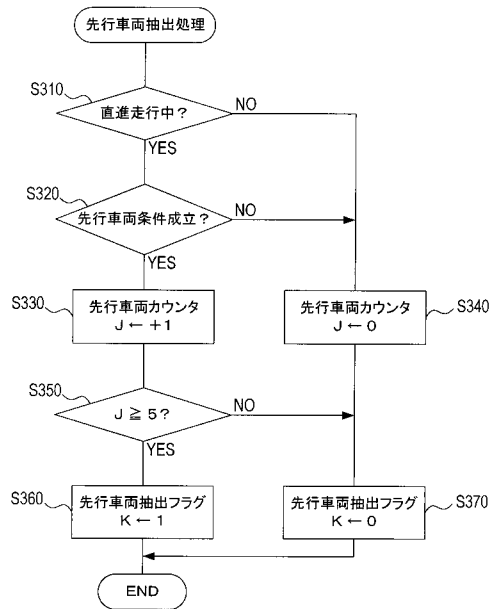 先行車両抽出処理
S310
直進走行中？
NO
YES
S320
先行車両条件成立？
NO
YES
S330
先行車両カウンタ
J ← +1
先行車両カウンタ
J ← 0
S340
S350
J ≧ 5？
NO
YES
S360
先行車両抽出フラグ
K ← 1
先行車両抽出フラグ
K ← 0
S370
END